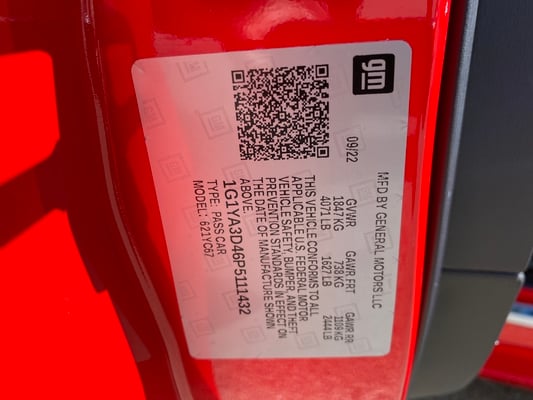 gm
MFD BY GENERAL MOTORS LLC
09/22
GVWR GAWR FRT GAWR RR
1847 KG 738 KG 1109 KG
4071 LB 1627 LB 2444 LB
THIS VEHICLE CONFORMS TO ALL
APPLICABLE U.S. FEDERAL MOTOR
VEHICLE SAFETY, BUMPER, AND THEFT
PREVENTION STANDARDS IN EFFECT ON
THE DATE OF MANUFACTURE SHOWN
ABOVE.
1G1YA3D46P5111432
TYPE: PASS CAR
MODEL: 621YC67